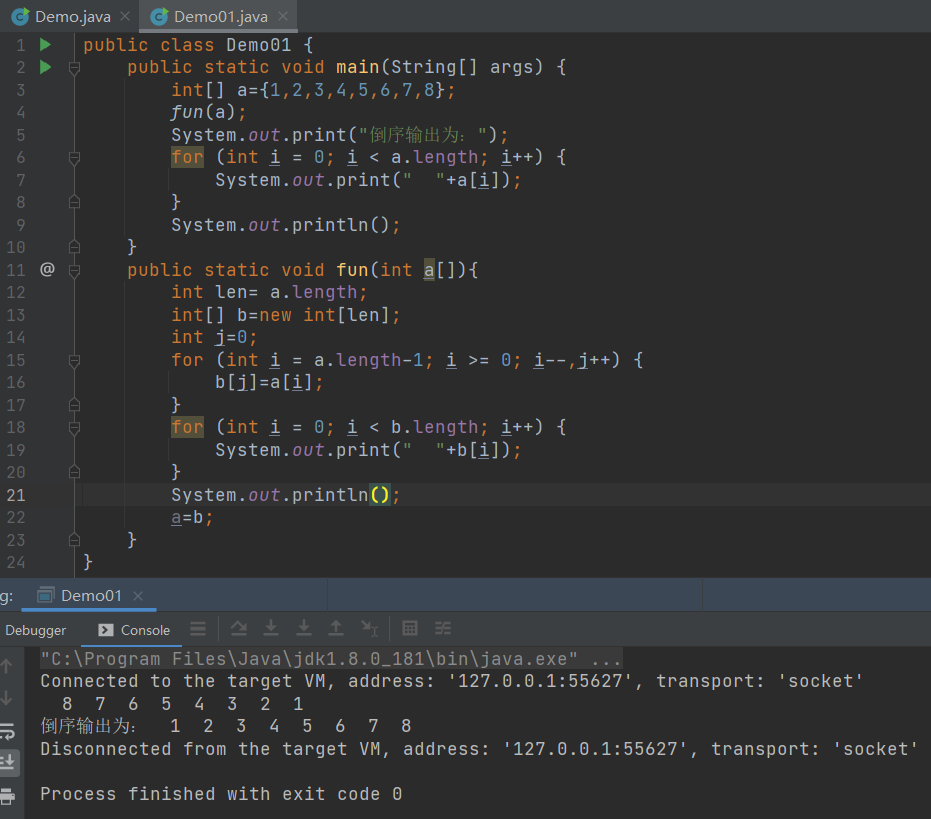 Demo.java Demo01.java
1 public class Demo01 {
2 public static void main(String[] args) {
3 int[] a={1,2,3,4,5,6,7,8};
4 fun(a);
5 System.out.print("倒序输出为: ");
6 for (int i = 0; i < a.length; i++) {
7 System.out.print("  "+a[i]);
8 }
9 System.out.println();
10 }
11 @ public static void fun(int a[]){
12 int len= a.length;
13 int[] b=new int[len];
14 int j=0;
15 for (int i = a.length-1; i >= 0; i--,j++) {
16 b[j]=a[i];
17 }
18 for (int i = 0; i < b.length; i++) {
19 System.out.print("  "+b[i]);
20 }
21 System.out.println();
22 a=b;
23 }
24 }
g: Demo01
Debugger Console
"C:\Program Files\Java\jdk1.8.0_181\bin\java.exe" ...
Connected to the target VM, address: '127.0.0.1:55627', transport: 'socket'
8 7 6 5 4 3 2 1
倒序输出为: 1 2 3 4 5 6 7 8
Disconnected from the target VM, address: '127.0.0.1:55627', transport: 'socket'
Process finished with exit code 0